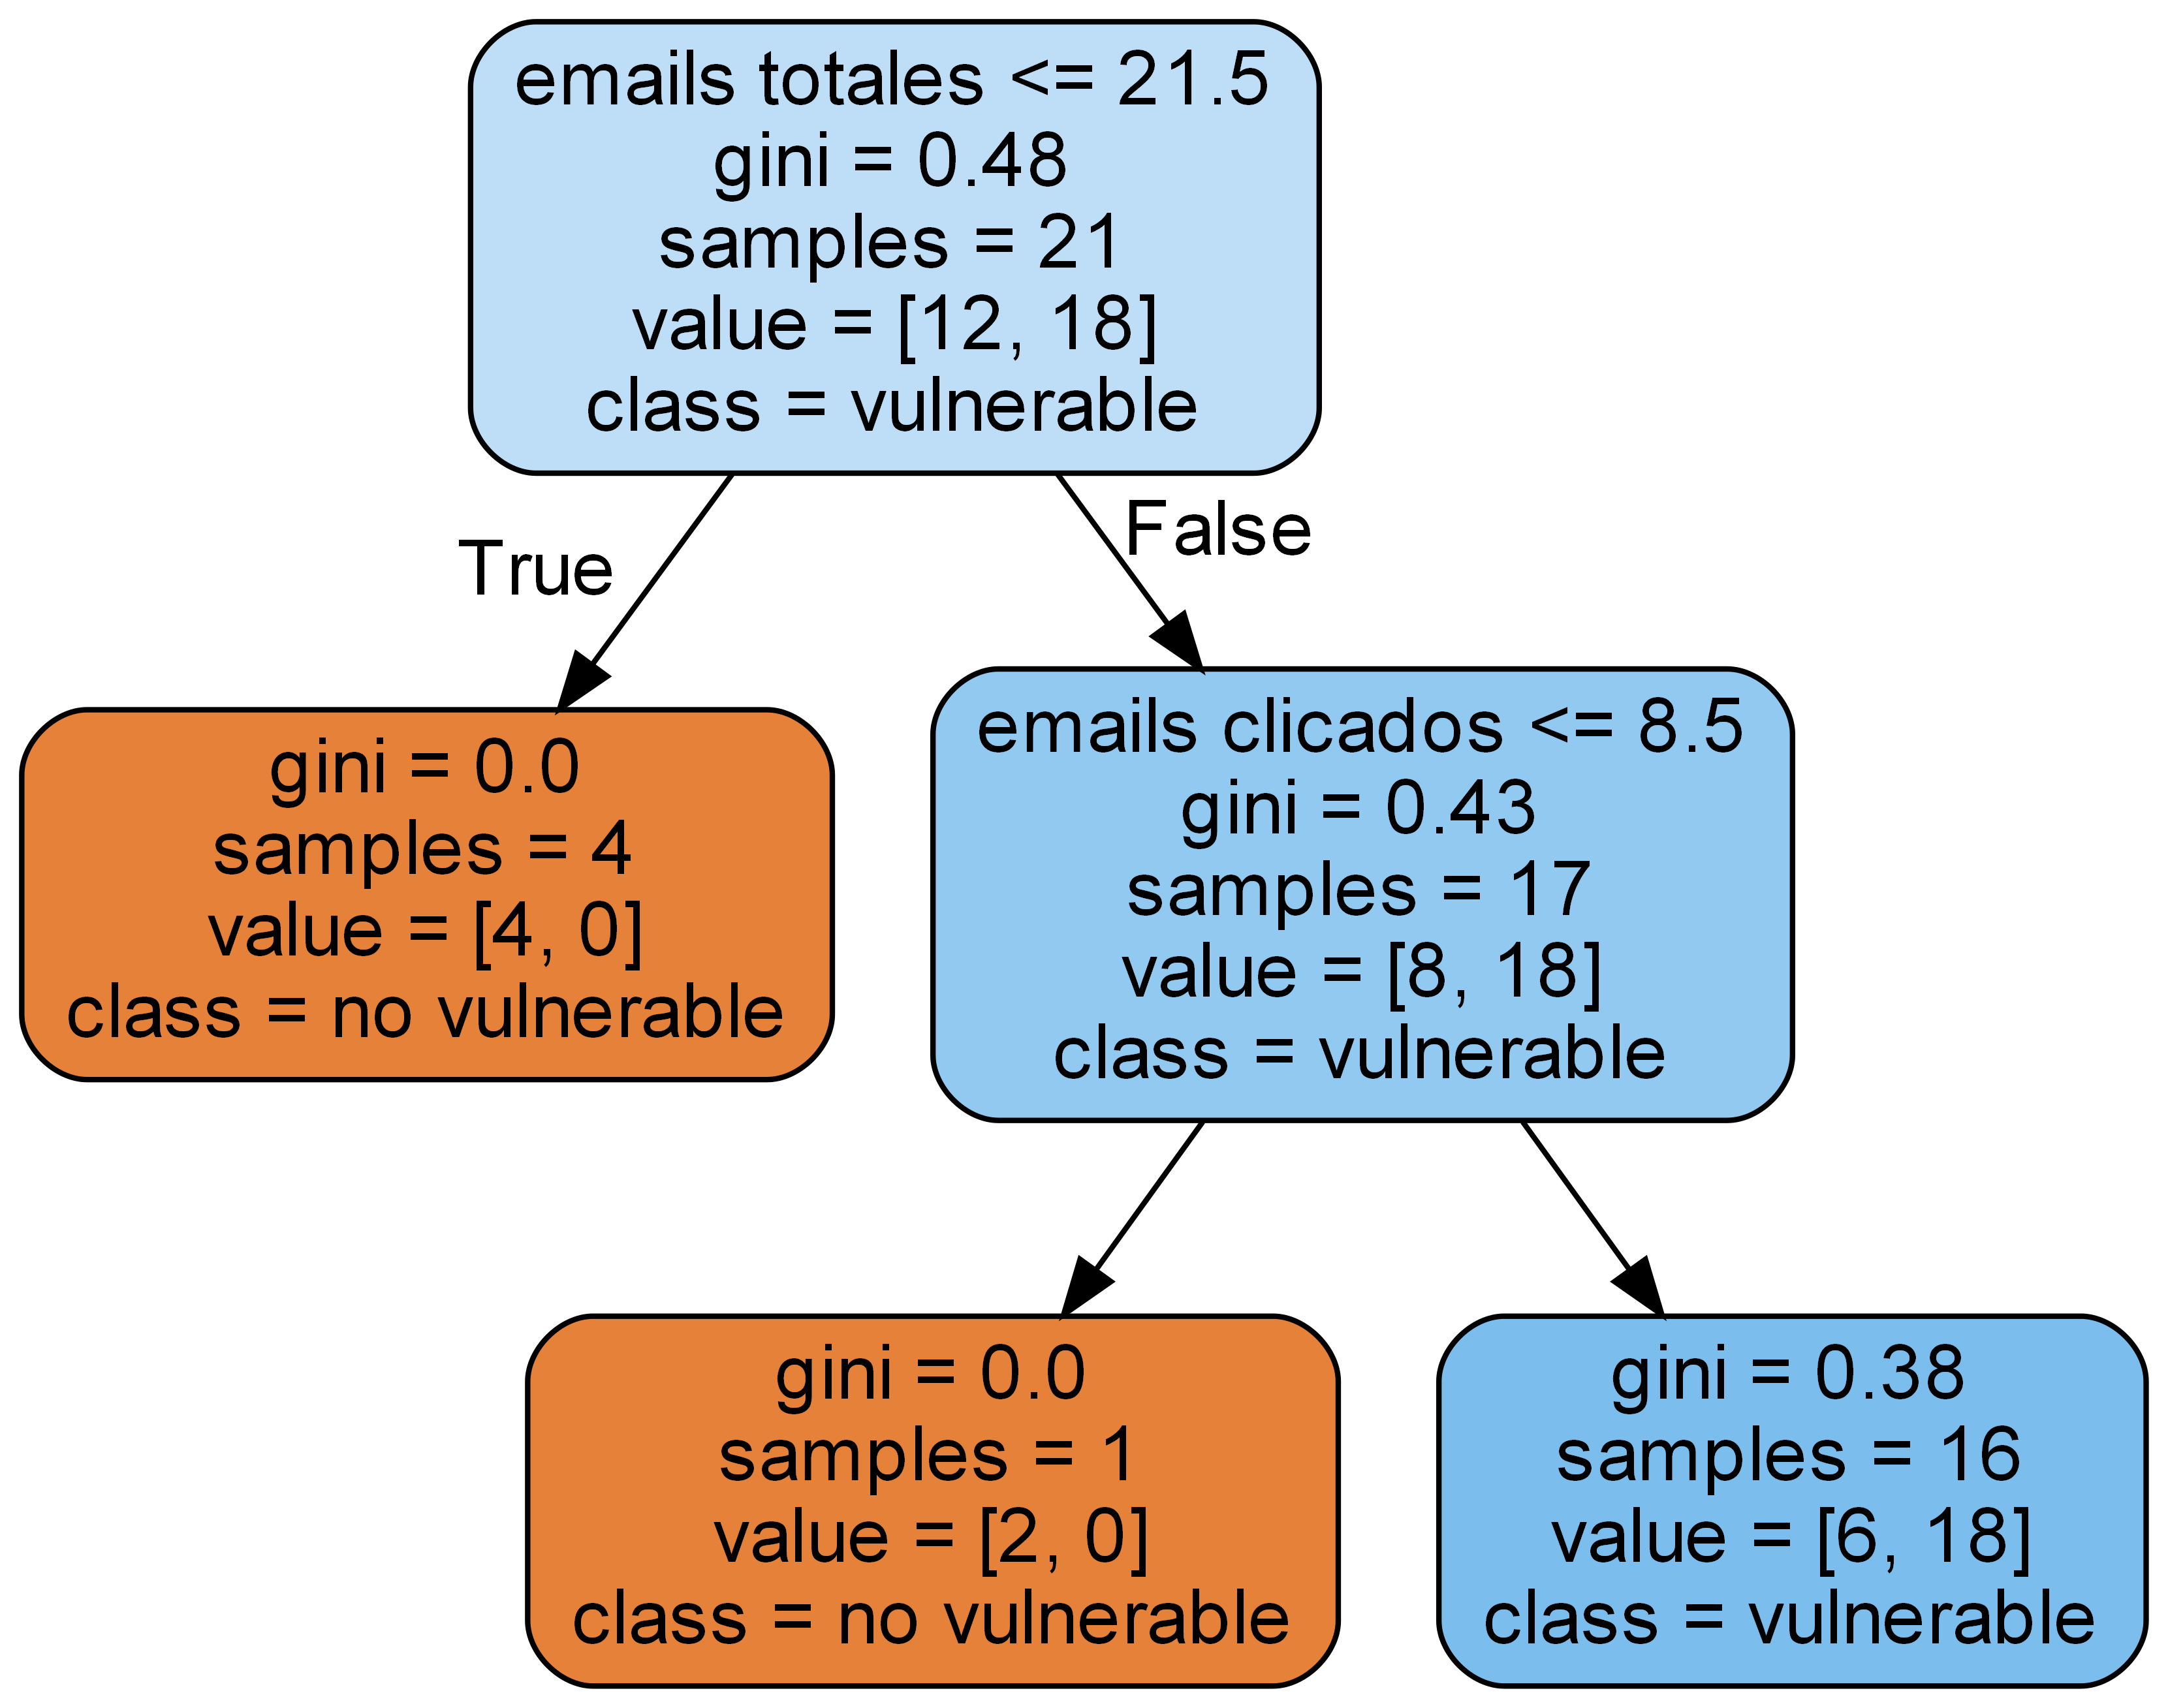 emails totales <= 21.5
gini = 0.48
samples = 21
value = [12, 18]
class = vulnerable
True
False
gini = 0.0
samples = 4
value = [4, 0]
class = no vulnerable
emails clicados <= 8.5
gini = 0.43
samples = 17
value = [8, 18]
class = vulnerable
gini = 0.0
samples = 1
value = [2, 0]
class = no vulnerable
gini = 0.38
samples = 16
value = [6, 18]
class = vulnerable